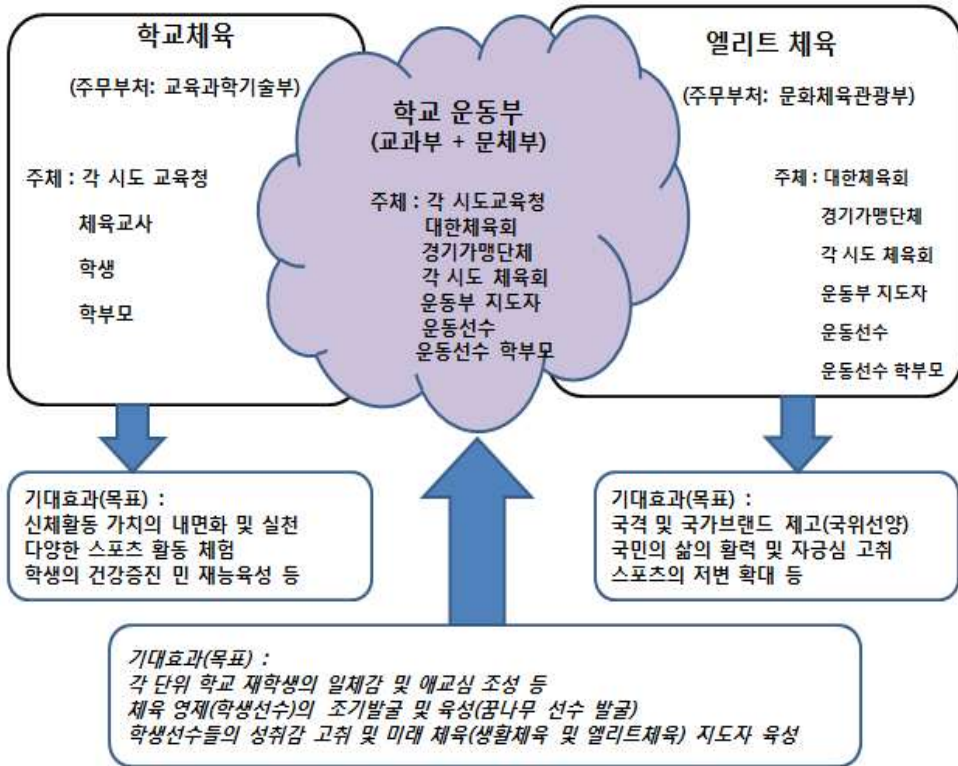 학교체육
(주무부처: 교육과학기술부)
주체 : 각 시도 교육청
체육교사
학생
학부모
학교 운동부
(교과부 + 문체부)
주체 : 각 시도교육청
대한체육회
경기가맹단체
각 시도 체육회
운동부 지도자
운동선수
운동선수 학부모
엘리트 체육
(주무부처: 문화체육관광부)
주체 : 대한체육회
경기가맹단체
각 시도 체육회
운동부 지도자
운동선수
운동선수 학부모
기대효과(목표) :
신체활동 가치의 내면화 및 실천
다양한 스포츠 활동 체험
학생의 건강증진 민 재능육성 등
기대효과(목표) :
국격 및 국가브랜드 제고(국위선양)
국민의 삶의 활력 및 자긍심 고취
스포츠의 저변 확대 등
기대효과(목표) :
각 단위 학교 재학생의 일체감 및 애교심 조성 등
체육 영제(학생선수)의 조기발굴 및 육성(꿈나무 선수 발굴)
학생선수들의 성취감 고취 및 미래 체육(생활체육 및 엘리트체육) 지도자 육성